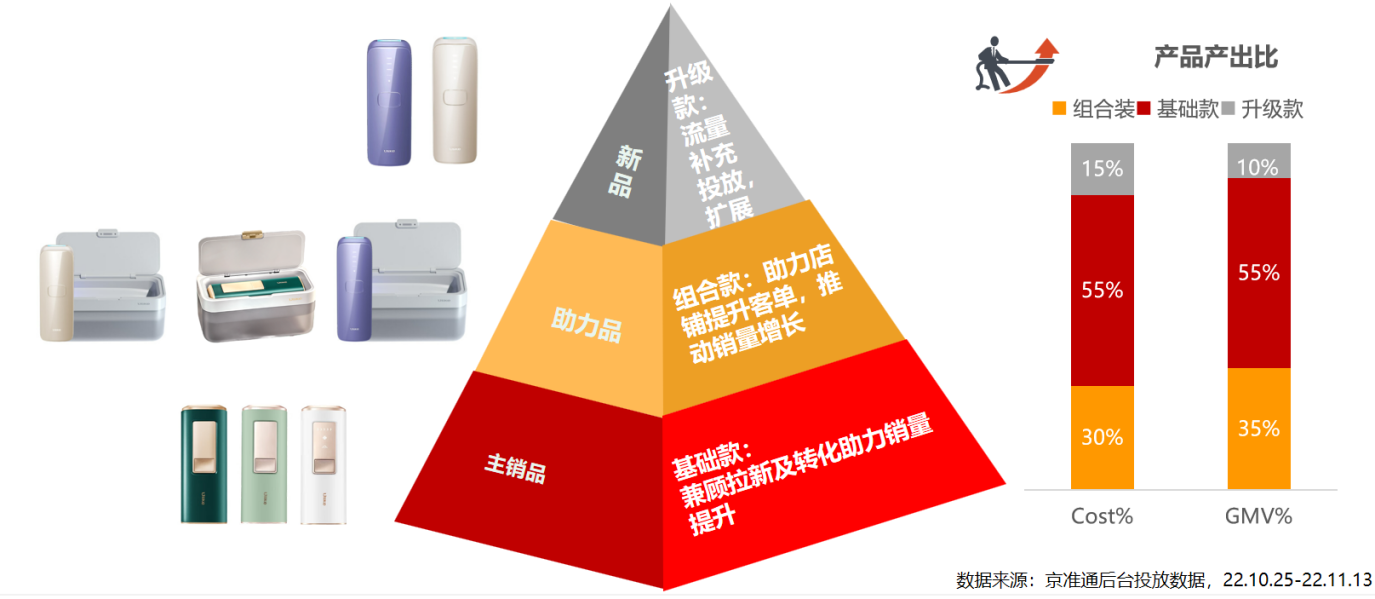 升级
款：
流量
补充
投放，
扩展
新
品
组合款：助力店
铺提升客单，推
动销量增长
助力品
基础款：
兼顾拉新及转化助力销量
提升
主销品
产品产出比
组合装 基础款 升级款
15%
10%
55%
55%
30%
35%
Cost%
GMV%
数据来源：京准通后台投放数据，22.10.25-22.11.13